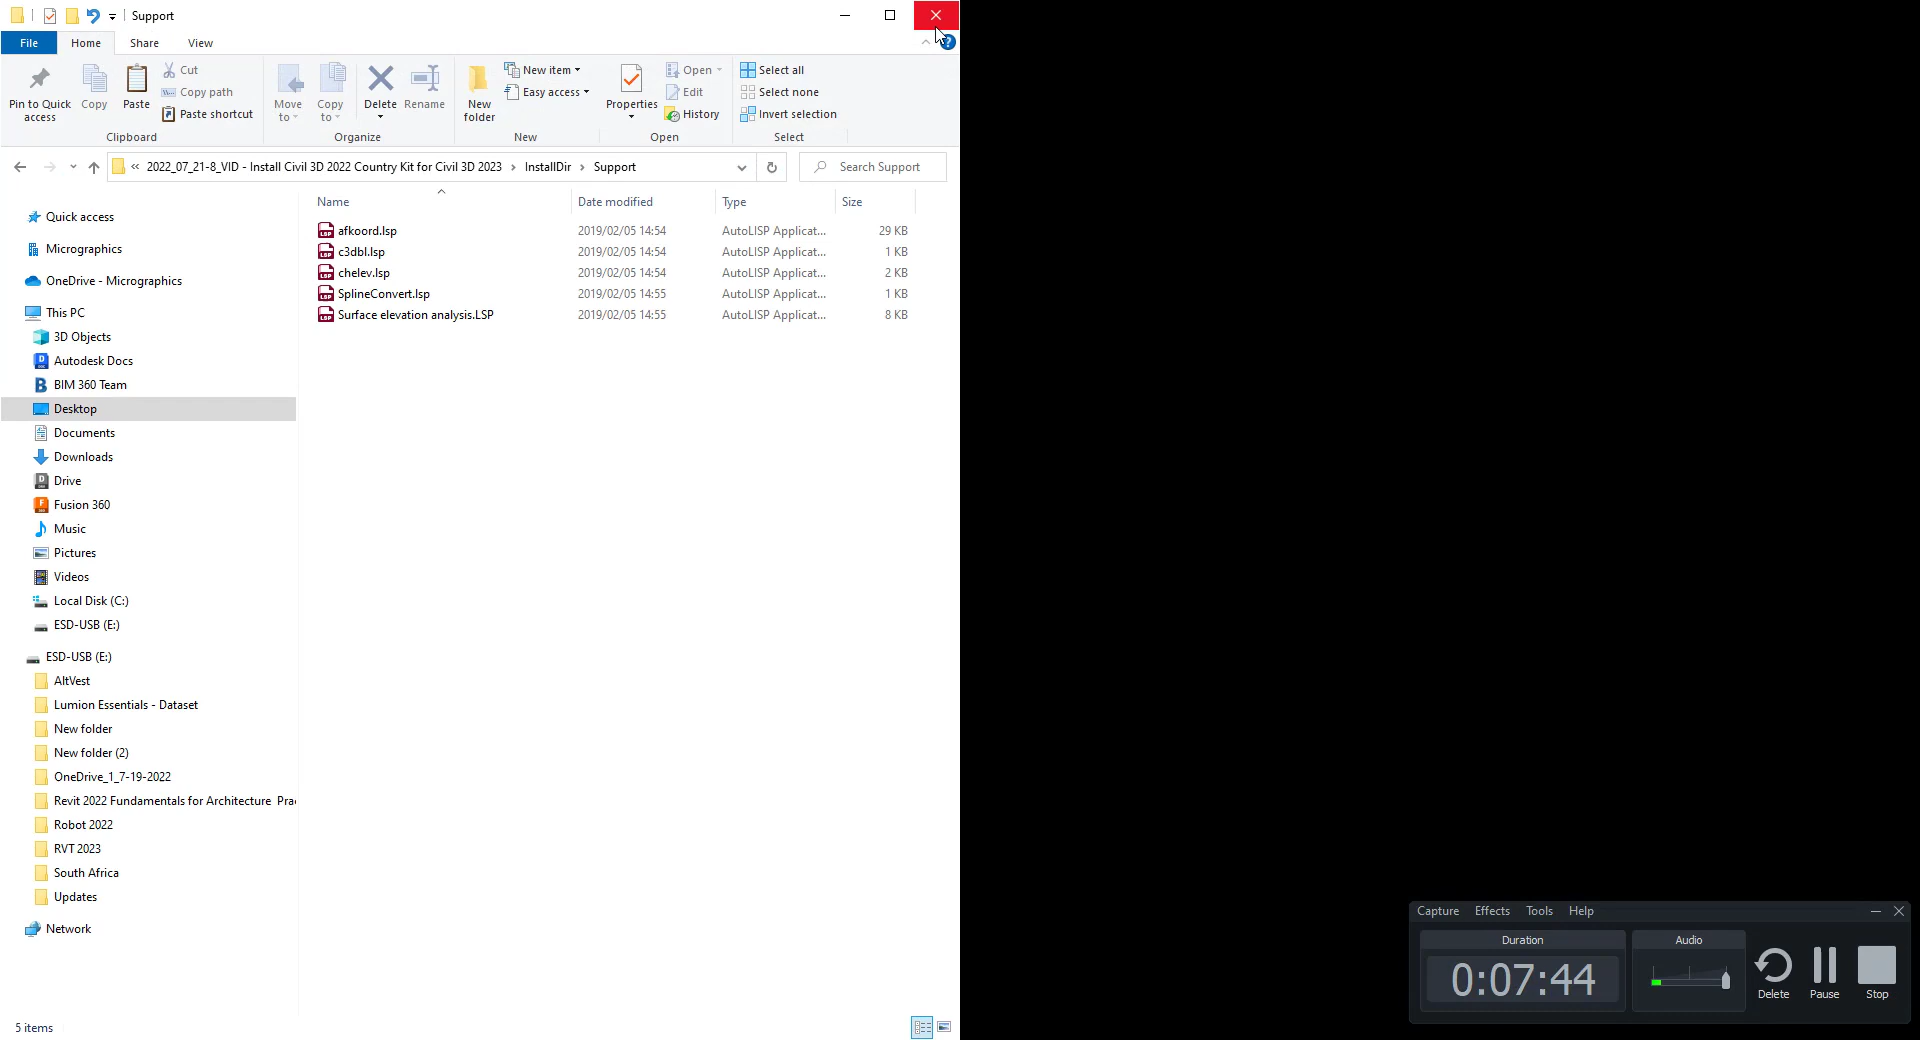 Support
File Home Share View
Pin to Quick access
Copy
Paste
Cut
Copy path
Paste shortcut
Clipboard
Move to
Copy to
Delete
Rename
Organize
New folder
New item
Easy access
New
Properties
Open
Edit
History
Open
Select all
Select none
Invert selection
Select
« 2022_07_21-8_VID - Install Civil 3D 2022 Country Kit for Civil 3D 2023 › InstallDir › Support
Search Support
Name Date modified Type Size
afkoord.lsp 2019/02/05 14:54 AutoLISP Applicat... 29 KB
c3dbl.lsp 2019/02/05 14:54 AutoLISP Applicat... 1 KB
chelev.lsp 2019/02/05 14:54 AutoLISP Applicat... 2 KB
SplineConvert.lsp 2019/02/05 14:55 AutoLISP Applicat... 1 KB
Surface elevation analysis.LSP 2019/02/05 14:55 AutoLISP Applicat... 8 KB
Quick access
Micrographics
OneDrive - Micrographics
This PC
3D Objects
Autodesk Docs
BIM 360 Team
Desktop
Documents
Downloads
Drive
Fusion 360
Music
Pictures
Videos
Local Disk (C:)
ESD-USB (E:)
ESD-USB (E:)
AltVest
Lumion Essentials - Dataset
New folder
New folder (2)
OneDrive_1_7-19-2022
Revit 2022 Fundamentals for Architecture Pra
Robot 2022
RVT 2023
South Africa
Updates
Network
5 items
Capture Effects Tools Help
Duration
0:07:44
Audio
Delete
Pause
Stop